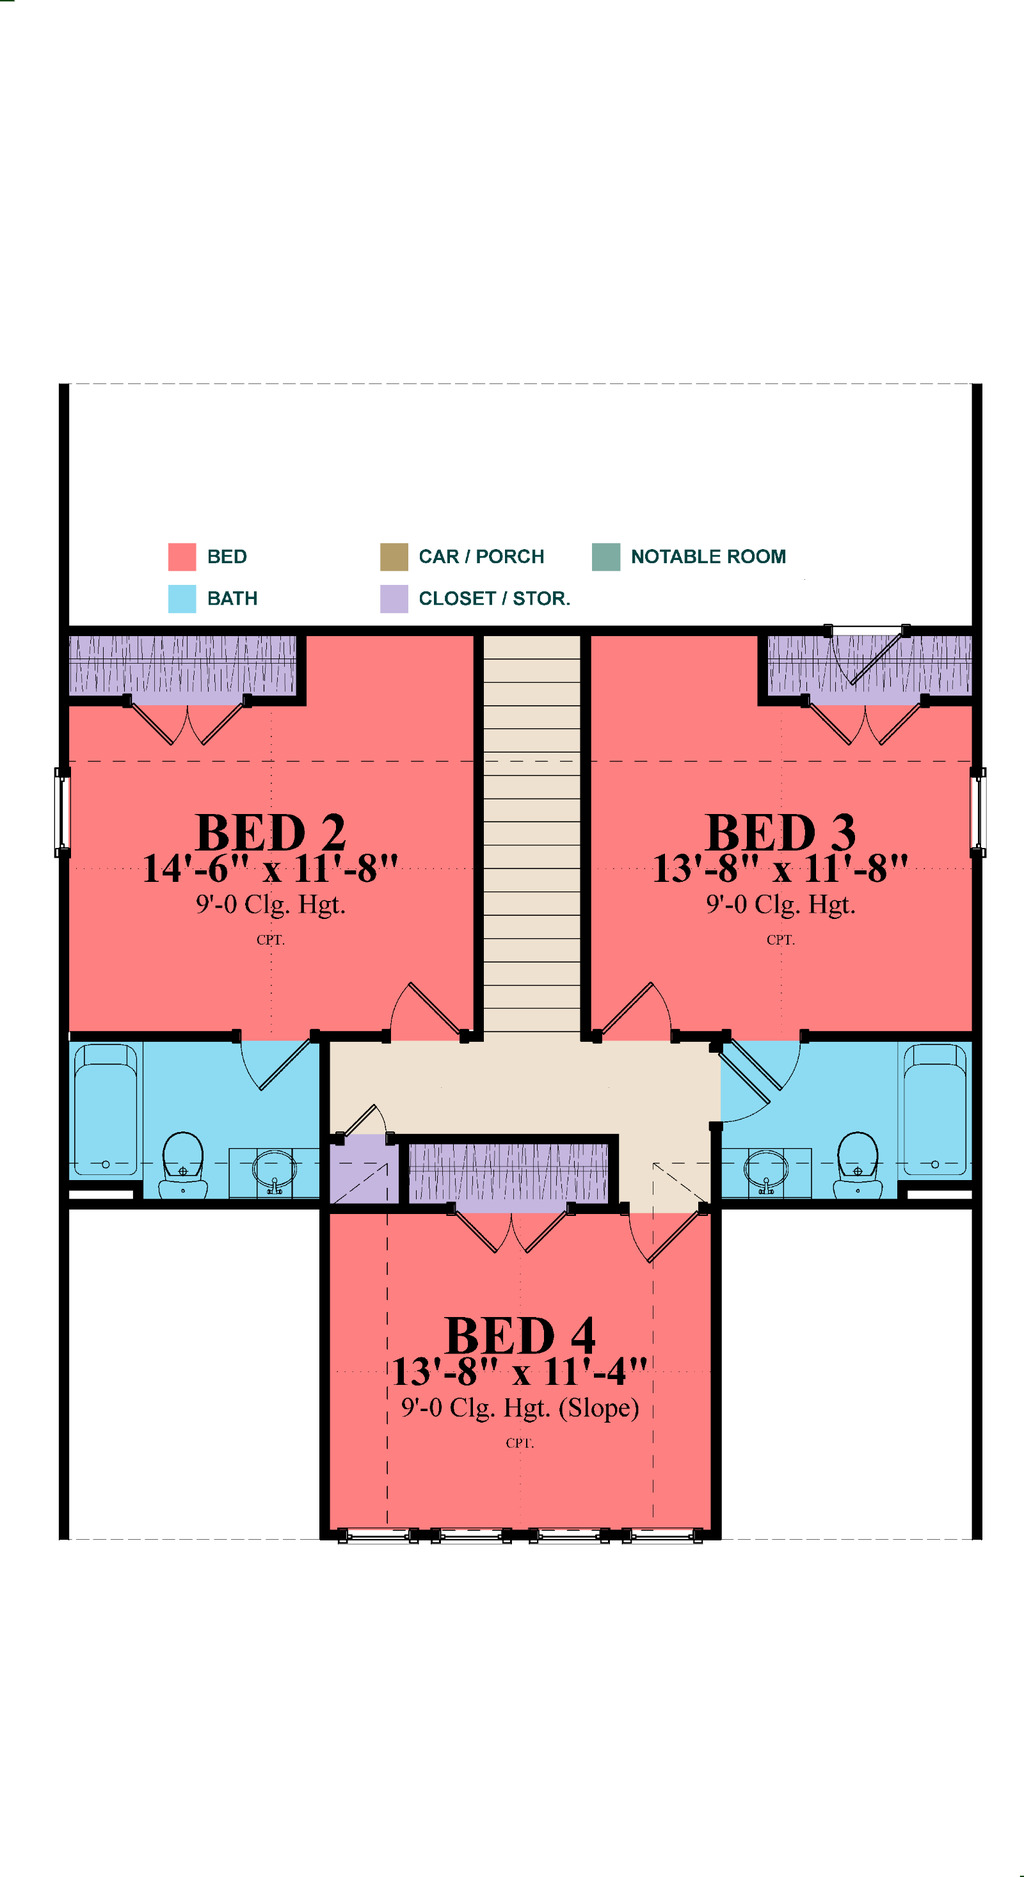 BED
CAR / PORCH
NOTABLE ROOM
BATH
CLOSET / STOR.
BED 2
14'-6" x 11'-8"
9'-0 Clg. Hgt.
CPT.
BED 3
13'-8" x 11'-8"
9'-0 Clg. Hgt.
CPT.
BED 4
13'-8" x 11'-4"
9'-0 Clg. Hgt. (Slope)
CPT.